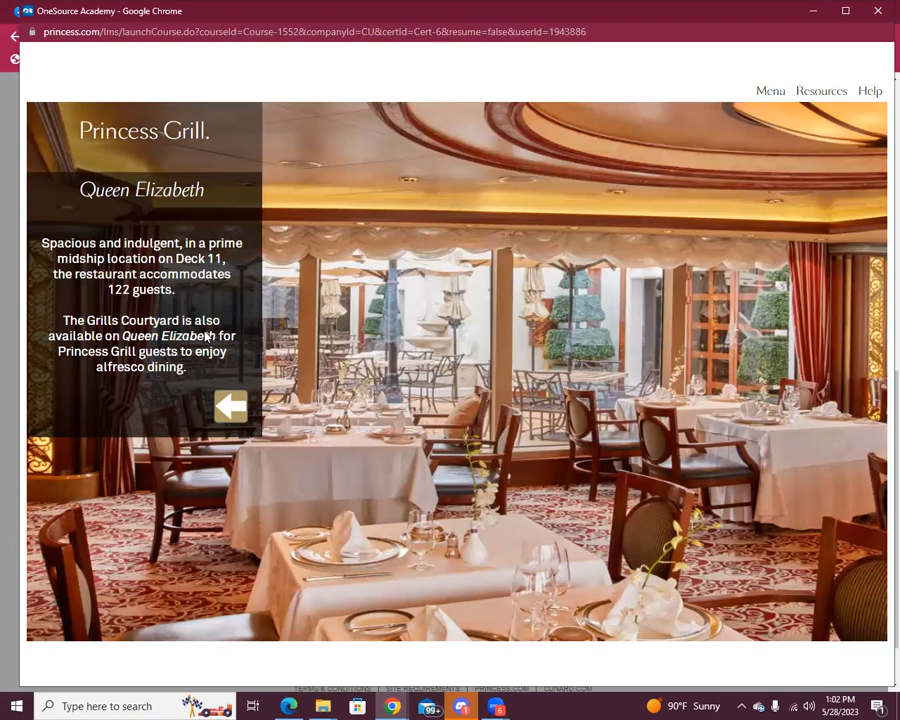 OneSource Academy - Google Chrome
princess.com/lms/launchCourse.do?courseId=Course-1552&companyId=CU&certId=Cert-6&resume=false&userId=1943886
Menu Resources Help
Princess Grill.
Queen Elizabeth
Spacious and indulgent, in a prime
midship location on Deck 11,
the restaurant accommodates
122 guests.
The Grills Courtyard is also
available on Queen Elizabeth for
Princess Grill guests to enjoy
alfresco dining.
TERMS & CONDITIONS | SITE REQUIREMENTS | PRINCESS.COM | CUNARD.COM
Type here to search
99+
1
6
90°F Sunny
1:02 PM
5/28/2023